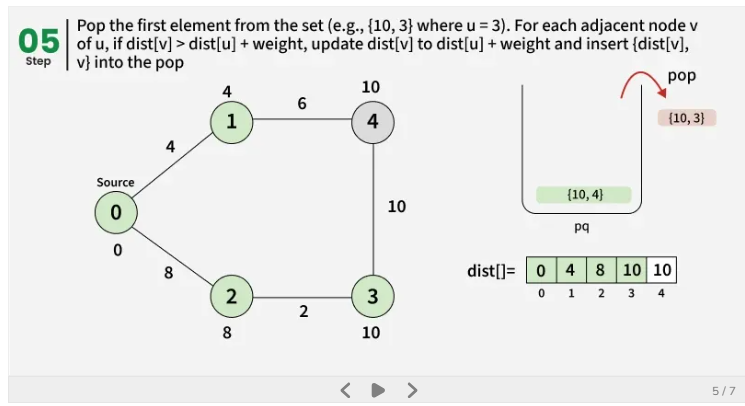 05
Step
Pop the first element from the set (e.g., {10, 3} where u = 3). For each adjacent node v
of u, if dist[v] > dist[u] + weight, update dist[v] to dist[u] + weight and insert {dist[v],
v} into the pop
4
10
1
6
4
4
Source
0
0
10
8
2
2
3
8
10
pop
{10, 3}
{10, 4}
pq
dist[]= 0 4 8 10 10
0 1 2 3 4
5 / 7